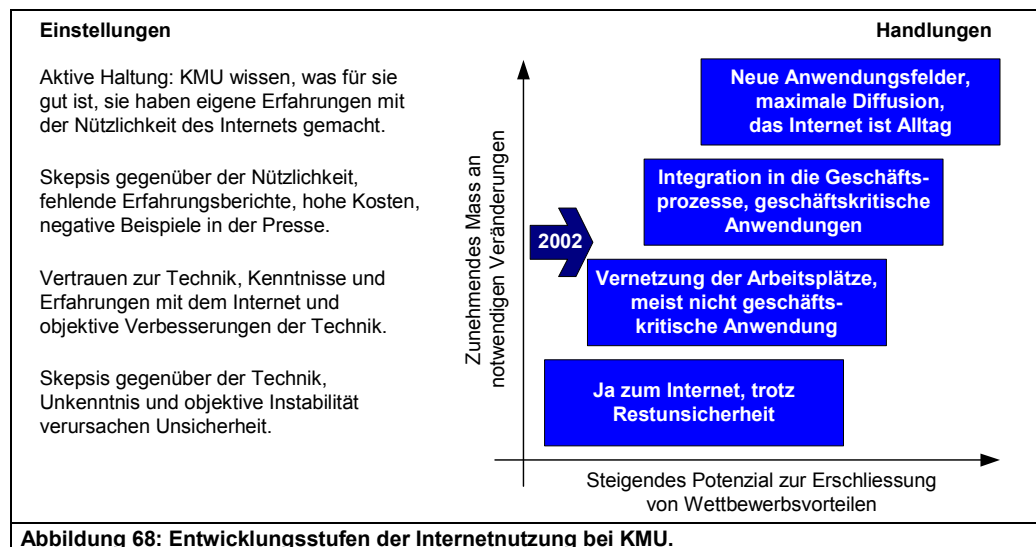 Einstellungen
Handlungen
Aktive Haltung: KMU wissen, was für sie
gut ist, sie haben eigene Erfahrungen mit
der Nützlichkeit des Internets gemacht.
Skepsis gegenüber der Nützlichkeit,
fehlende Erfahrungsberichte, hohe Kosten,
negative Beispiele in der Presse.
Vertrauen zur Technik, Kenntnisse und
Erfahrungen mit dem Internet und
objektive Verbesserungen der Technik.
Skepsis gegenüber der Technik,
Unkenntnis und objektive Instabilität
verursachen Unsicherheit.
Zunehmendes Mass an
notwendigen Veränderungen
2002
Neue Anwendungsfelder,
maximale Diffusion,
das Internet ist Alltag
Integration in die Geschäfts-
prozesse, geschäftskritische
Anwendungen
Vernetzung der Arbeitsplätze,
meist nicht geschäfts-
kritische Anwendung
Ja zum Internet, trotz
Restunsicherheit
Steigendes Potenzial zur Erschliessung
von Wettbewerbsvorteilen
Abbildung 68: Entwicklungsstufen der Internetnutzung bei KMU.